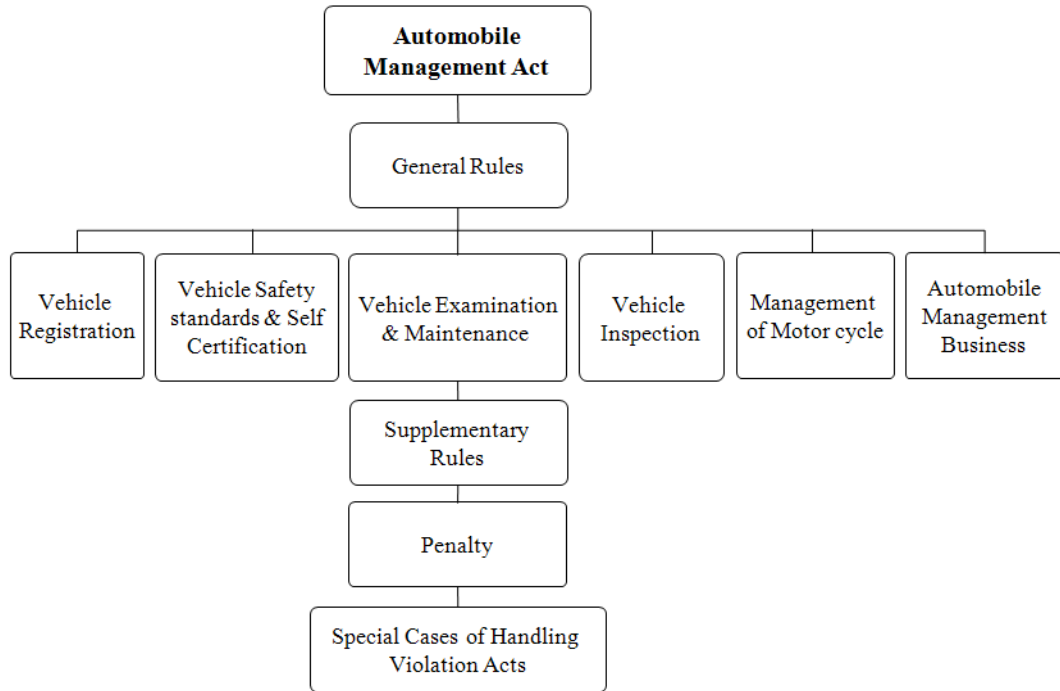 Automobile
Management Act
General Rules
Vehicle
Registration
Vehicle Safety
standards & Self
Certification
Vehicle Examination
& Maintenance
Vehicle
Inspection
Management
of Motor cycle
Automobile
Management
Business
Supplementary
Rules
Penalty
Special Cases of Handling
Violation Acts